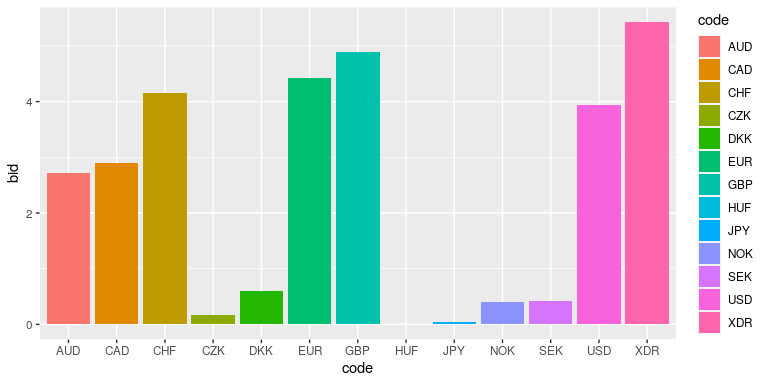 bid
4
2
0
AUD CAD CHF CZK DKK EUR GBP HUF JPY NOK SEK USD XDR
code
code
AUD
CAD
CHF
CZK
DKK
EUR
GBP
HUF
JPY
NOK
SEK
USD
XDR